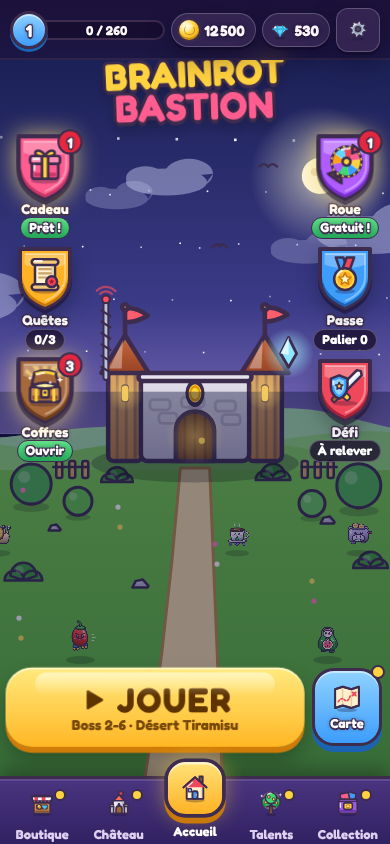 1
0 / 260
12 500
530
BRAINROT
BASTION
1
1
Cadeau
Prêt !
Roue
Gratuit !
Quêtes
0/3
Passe
Palier 0
3
Coffres
Ouvrir
Défi
À relever
JOUER
Boss 2-6 · Désert Tiramisu
Carte
Boutique
Château
Accueil
Talents
Collection